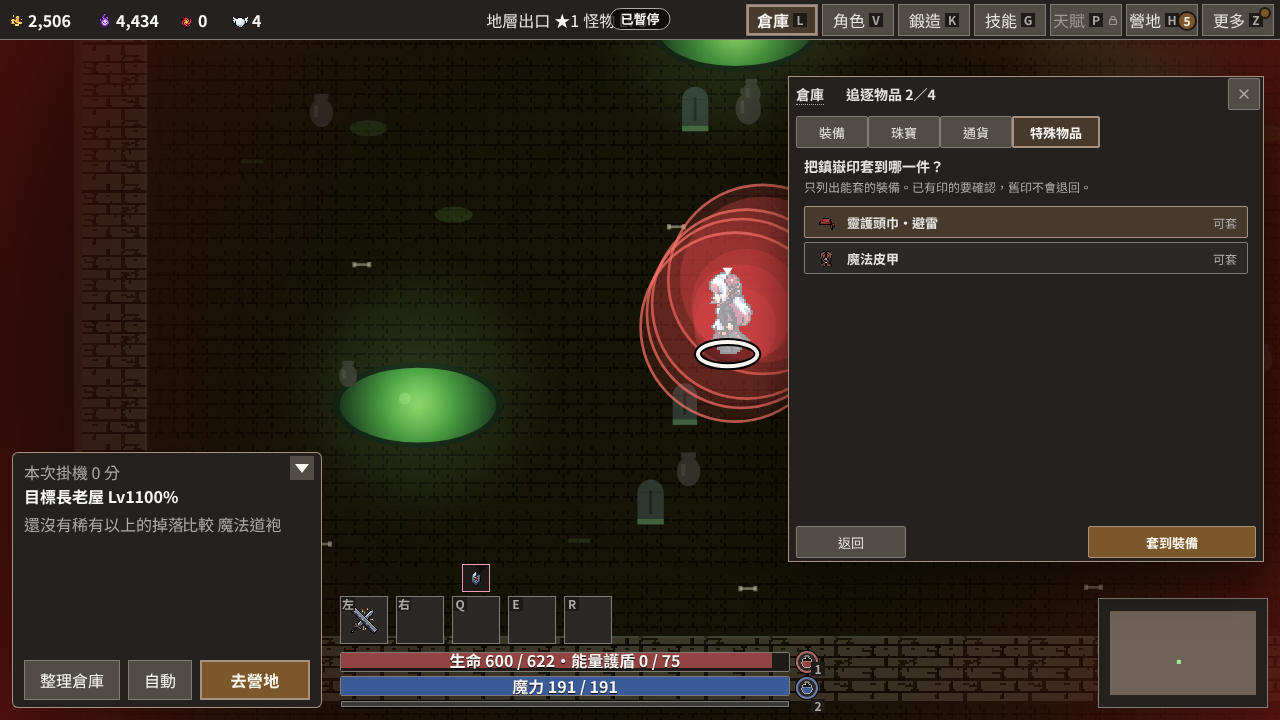 2,506 4,434 0 4
地層出口 ★1 怪物 已暫停
倉庫 L 角色 V 鍛造 K 技能 G 天賦 P 營地 H 5 更多 Z
倉庫 追逐物品 2／4 ×
裝備 珠寶 通貨 特殊物品
把鎮嶽印套到哪一件？
只列出能套的裝備。已有印的要確認，舊印不會退回。
靈護頭巾・避雷 可套
魔法皮甲 可套
返回 套到裝備
本次掛機 0 分
目標長老屋 Lv1100%
還沒有稀有以上的掉落比較 魔法道袍
整理倉庫 自動 去營地
左 右 Q E R
生命 600 / 622・能量護盾 0 / 75 1
魔力 191 / 191
2